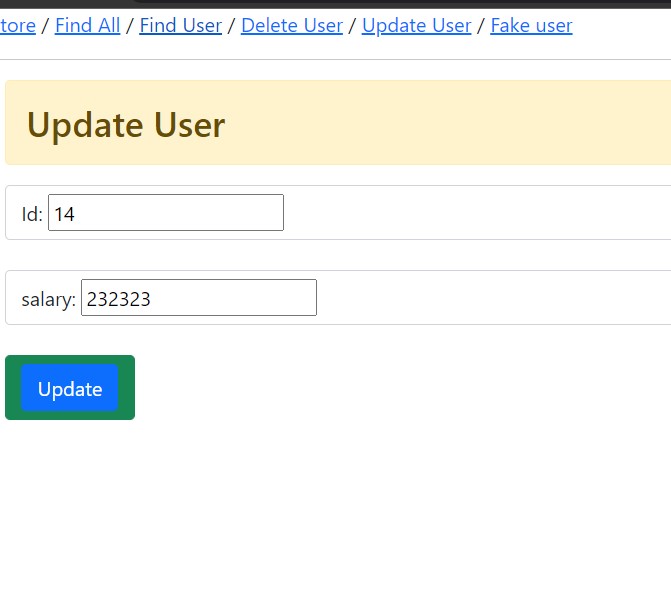 tore / Find All / Find User / Delete User / Update User / Fake user
Update User
Id: 14
salary: 232323
Update